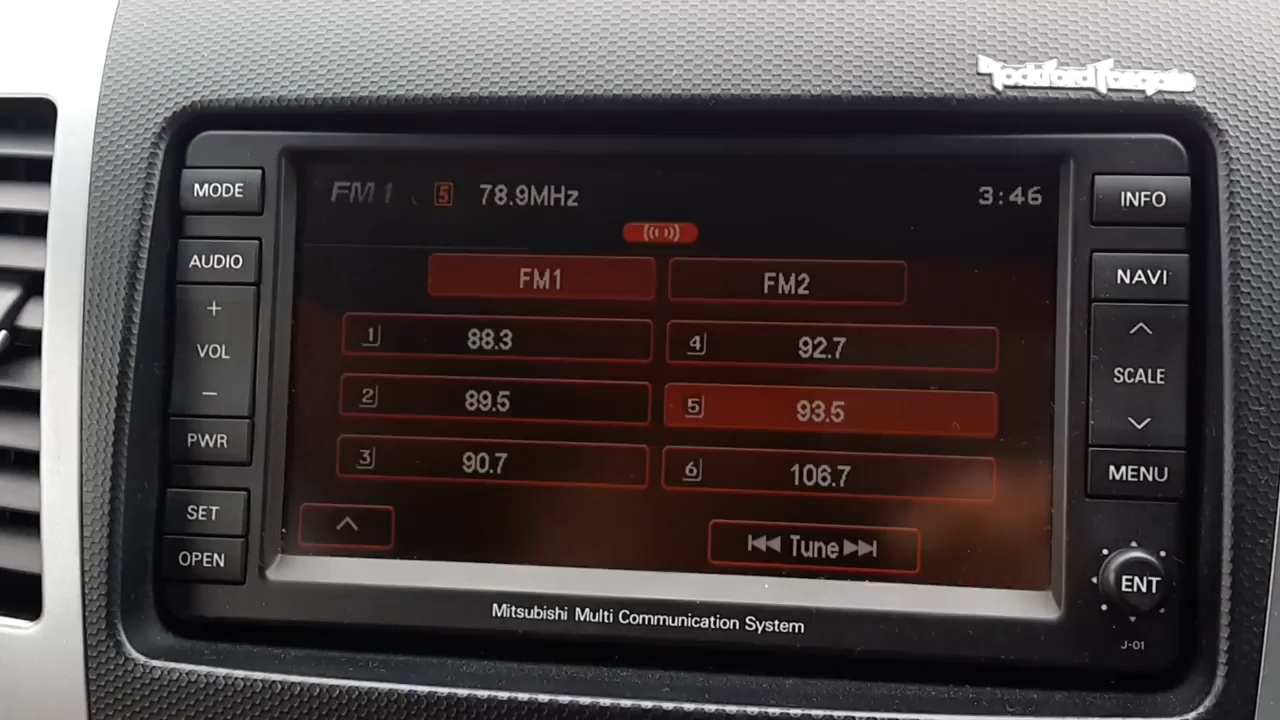 Rockford Fosgate
MODE
AUDIO
+
VOL
−
PWR
SET
OPEN
FM 1 5 78.9MHz 3:46
FM1 FM2
1 88.3 4 92.7
2 89.5 5 93.5
3 90.7 6 106.7
Tune
Mitsubishi Multi Communication System
INFO
NAVI
SCALE
MENU
ENT
J-01